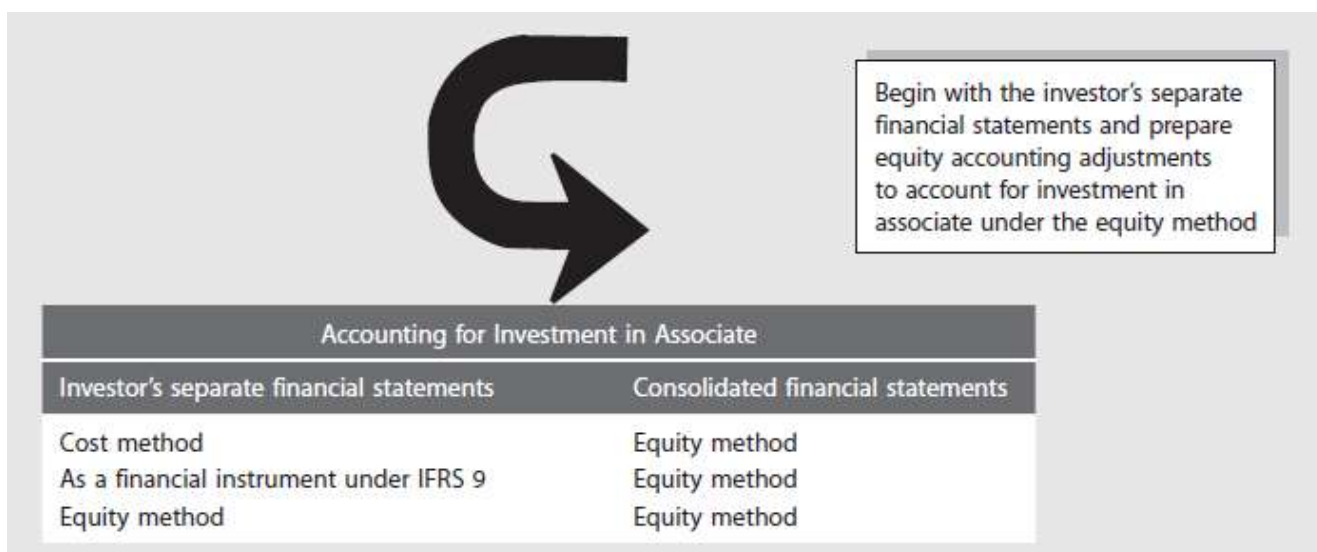 Begin with the investor's separate
financial statements and prepare
equity accounting adjustments
to account for investment in
associate under the equity method
Accounting for Investment in Associate
Investor's separate financial statements Consolidated financial statements
Cost method Equity method
As a financial instrument under IFRS 9 Equity method
Equity method Equity method